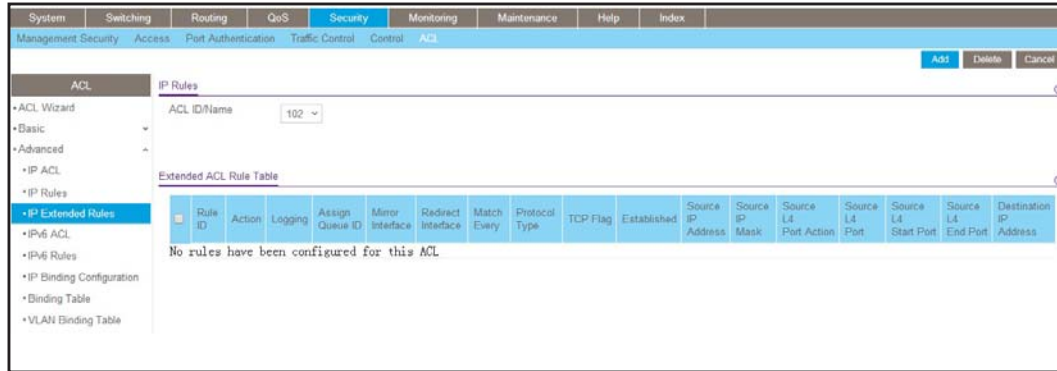 System Switching Routing QoS Security Monitoring Maintenance Help Index
Management Security Access Port Authentication Traffic Control Control ACL
Add Delete Cancel
ACL
IP Rules
•ACL Wizard
ACL ID/Name 102
•Basic
•Advanced
•IP ACL
Extended ACL Rule Table
•IP Rules
•IP Extended Rules
•IPv6 ACL
•IPv6 Rules
•IP Binding Configuration
•Binding Table
•VLAN Binding Table
Rule ID Action Logging Assign Queue ID Mirror Interface Redirect Interface Match Every Protocol Type TCP Flag Established Source IP Address Source IP Mask Source L4 Port Action Source L4 Port Source L4 Start Port Source L4 End Port Destination IP Address
No rules have been configured for this ACL